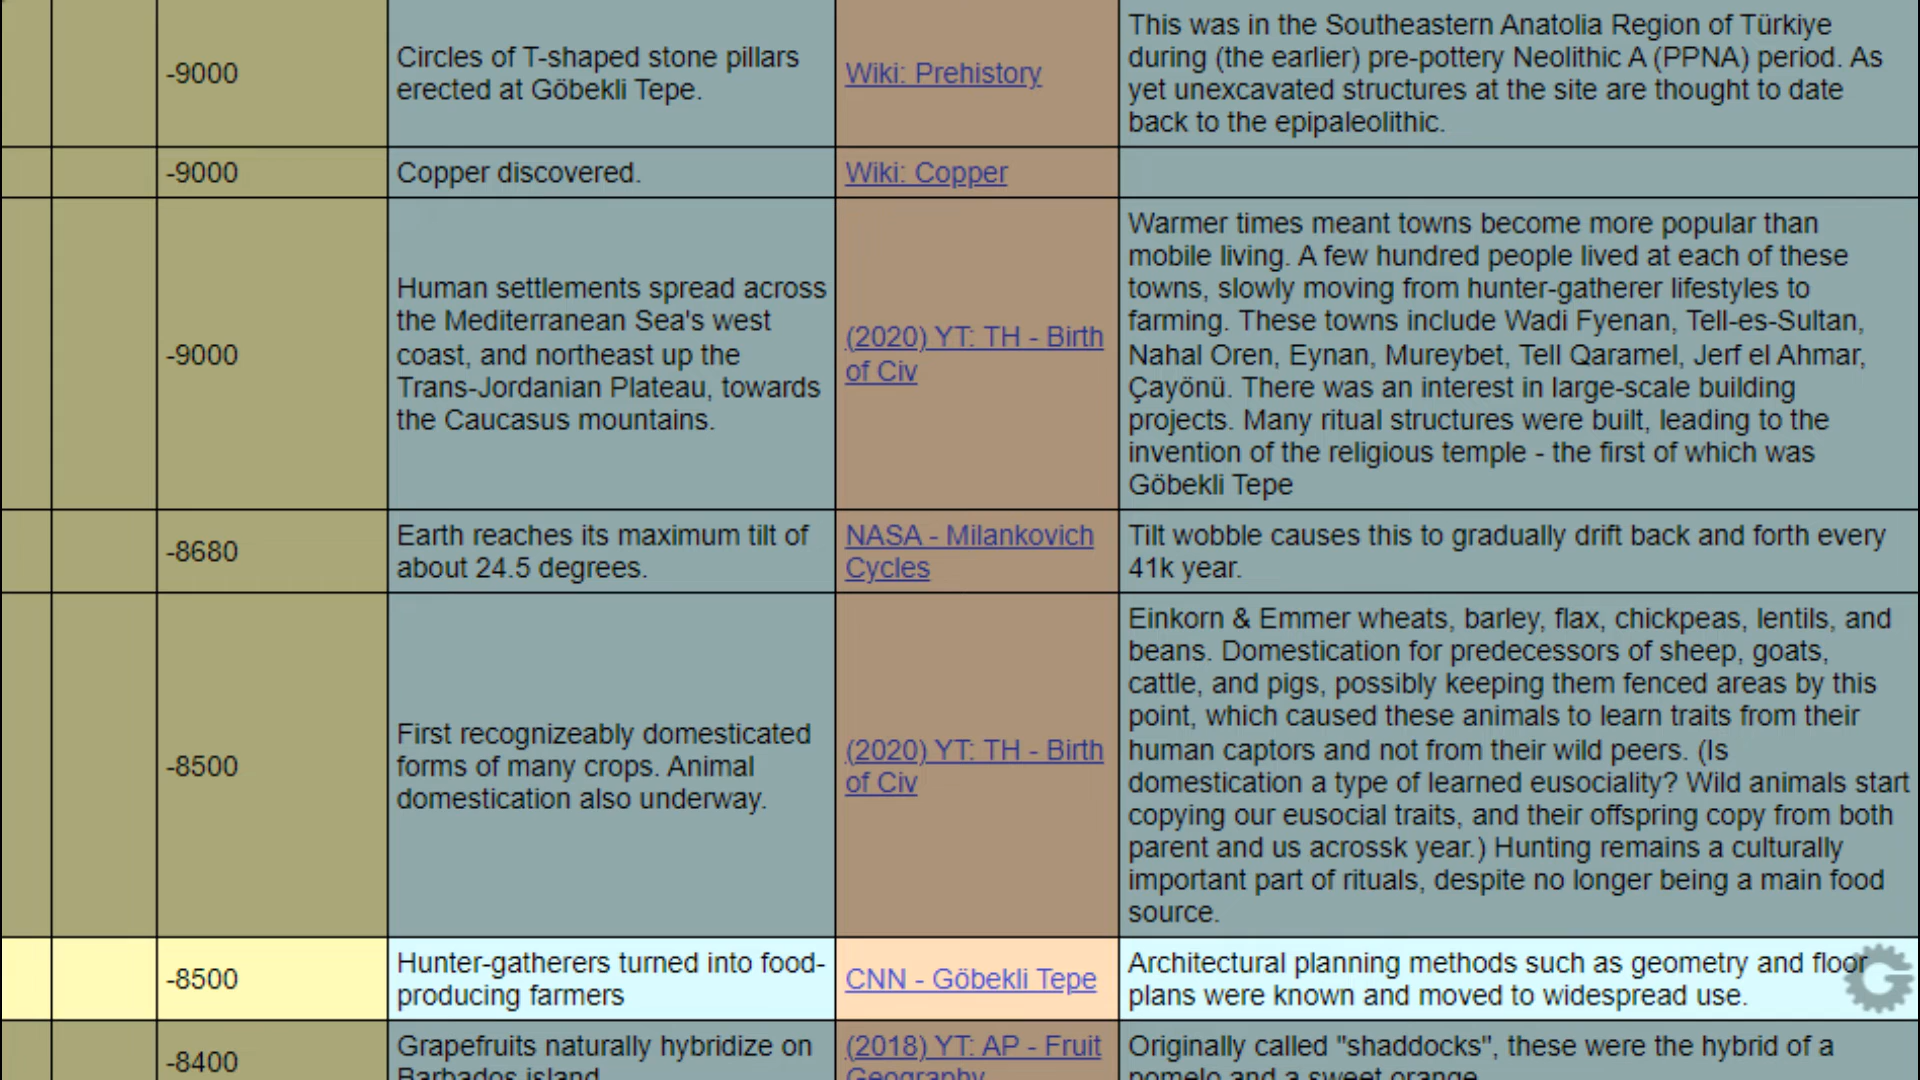 -9000
Circles of T-shaped stone pillars
erected at Göbekli Tepe.
Wiki: Prehistory
This was in the Southeastern Anatolia Region of Türkiye
during (the earlier) pre-pottery Neolithic A (PPNA) period. As
yet unexcavated structures at the site are thought to date
back to the epipaleolithic.
-9000
Copper discovered.
Wiki: Copper
-9000
Human settlements spread across
the Mediterranean Sea's west
coast, and northeast up the
Trans-Jordanian Plateau, towards
the Caucasus mountains.
(2020) YT: TH - Birth
of Civ
Warmer times meant towns become more popular than
mobile living. A few hundred people lived at each of these
towns, slowly moving from hunter-gatherer lifestyles to
farming. These towns include Wadi Fyenan, Tell-es-Sultan,
Nahal Oren, Eynan, Mureybet, Tell Qaramel, Jerf el Ahmar,
Çayönü. There was an interest in large-scale building
projects. Many ritual structures were built, leading to the
invention of the religious temple - the first of which was
Göbekli Tepe
-8680
Earth reaches its maximum tilt of
about 24.5 degrees.
NASA - Milankovich
Cycles
Tilt wobble causes this to gradually drift back and forth every
41k year.
-8500
First recognizeably domesticated
forms of many crops. Animal
domestication also underway.
(2020) YT: TH - Birth
of Civ
Einkorn & Emmer wheats, barley, flax, chickpeas, lentils, and
beans. Domestication for predecessors of sheep, goats,
cattle, and pigs, possibly keeping them fenced areas by this
point, which caused these animals to learn traits from their
human captors and not from their wild peers. (Is
domestication a type of learned eusociality? Wild animals start
copying our eusocial traits, and their offspring copy from both
parent and us acrossk year.) Hunting remains a culturally
important part of rituals, despite no longer being a main food
source.
-8500
Hunter-gatherers turned into food-
producing farmers
CNN - Göbekli Tepe
Architectural planning methods such as geometry and floor
plans were known and moved to widespread use.
-8400
Grapefruits naturally hybridize on
Barbados island
(2018) YT: AP - Fruit
Geography
Originally called "shaddocks", these were the hybrid of a
pomelo and a sweet orange